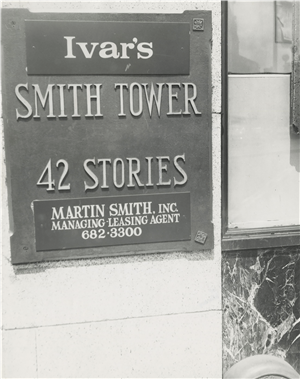 Ivar's
SMITH TOWER
42 STORIES
MARTIN SMITH, INC.
MANAGING-LEASING AGENT
682-3300